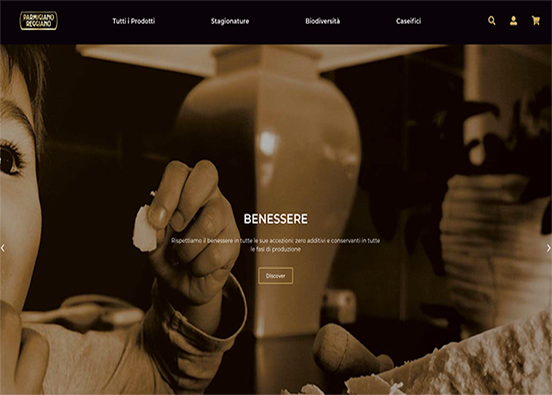 PARMIGIANO
REGGIANO
Tutti i Prodotti Stagionature Biodiversità Caseifici
BENESSERE
Rispettiamo il benessere in tutte le sue accezioni: zero additivi e conservanti in tutte
le fasi di produzione
Discover